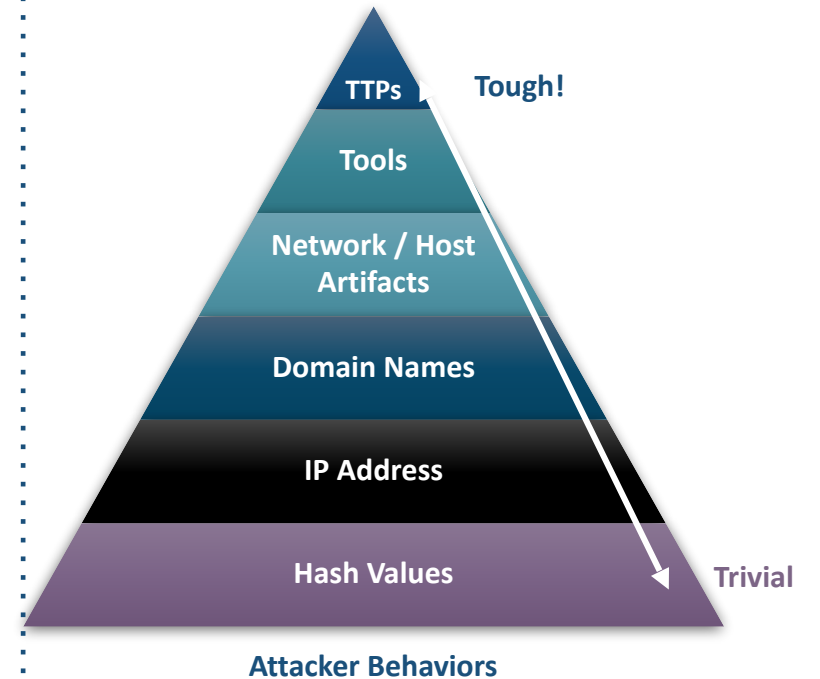 TTPs
Tough!
Tools
Network / Host
Artifacts
Domain Names
IP Address
Hash Values
Trivial
Attacker Behaviors